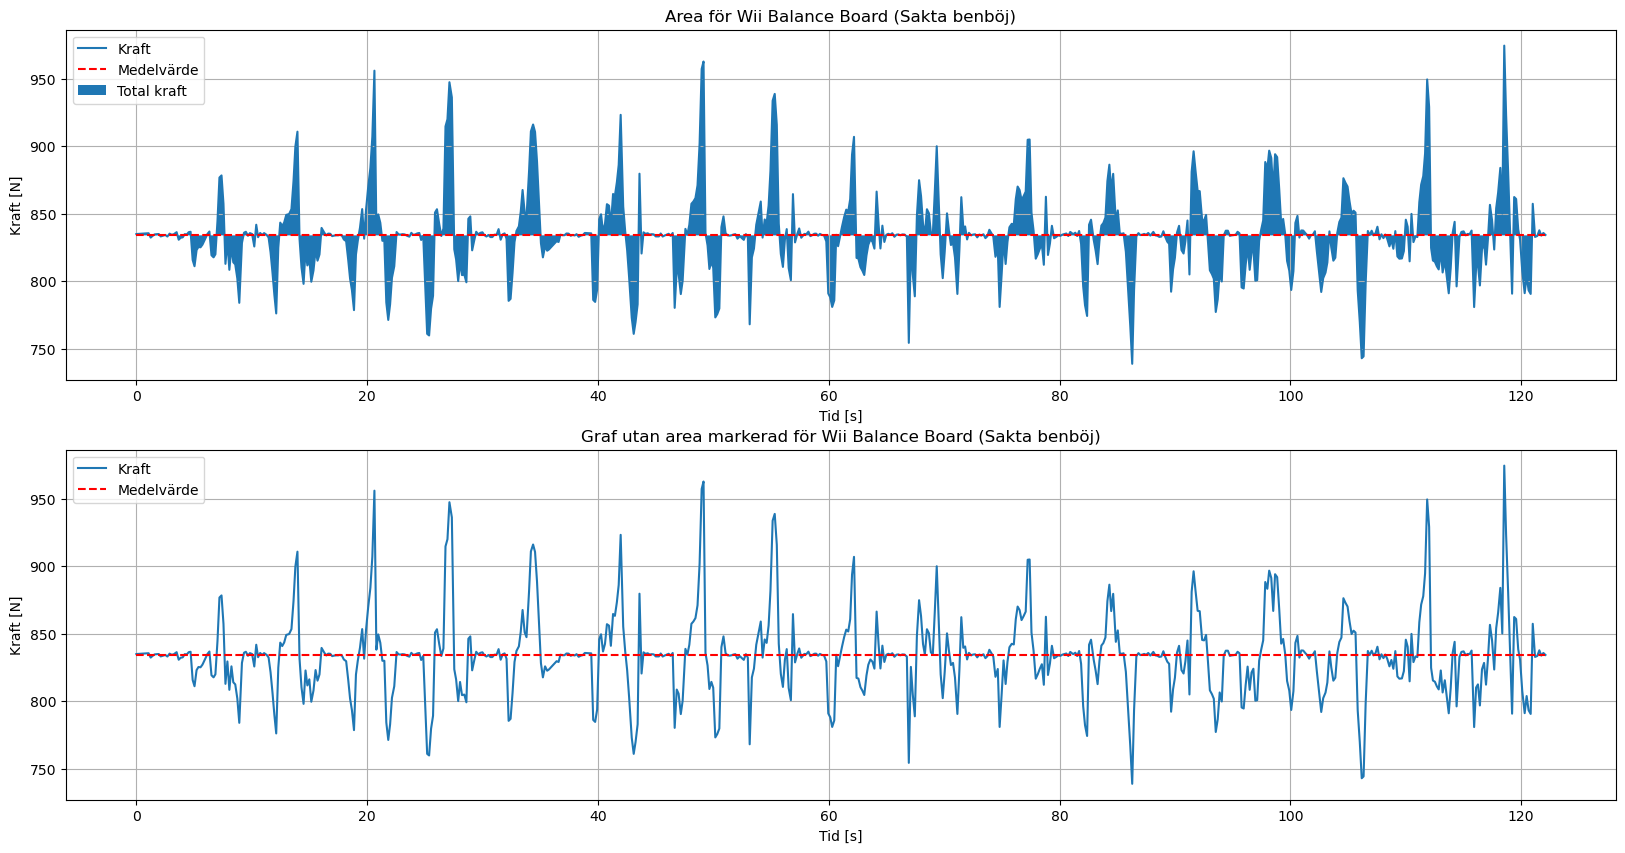 Area för Wii Balance Board (Sakta benböj)
Kraft
Medelvärde
Total kraft
Kraft [N]
950
900
850
800
750
0
20
40
60
80
100
120
Tid [s]
Graf utan area markerad för Wii Balance Board (Sakta benböj)
Kraft
Medelvärde
Kraft [N]
950
900
850
800
750
0
20
40
60
80
100
120
Tid [s]